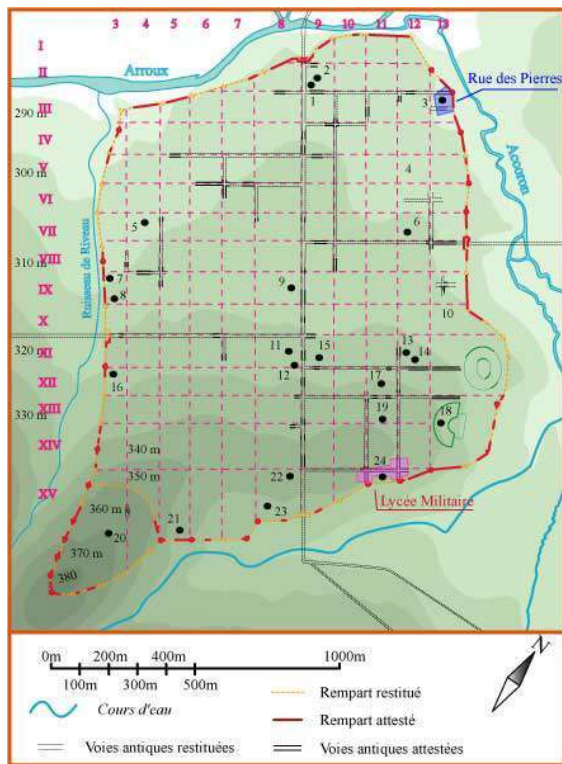 3 4 5 6 7 8 9 10 11 12 13
I
Arroux
II
2
1
Rue des Pierres
3
III
290 m
IV
Acoran
V
300 m
4
VI
5
VII
6
VIII
310 m
7
IX
8
9
Ruisseau de Riveau
10
X
320 m
11
15
13
14
XI
12
16
XII
17
XIII
19
18
330 m
XIV
340 m
350 m
22
24
XV
Lycée Militaire
360 m
23
20
21
370 m
380
0m 200m 400m 1000m
100m 300m 500m
N
Cours d'eau
Rempart restitué
Rempart attesté
Voies antiques restituées
Voies antiques attestées